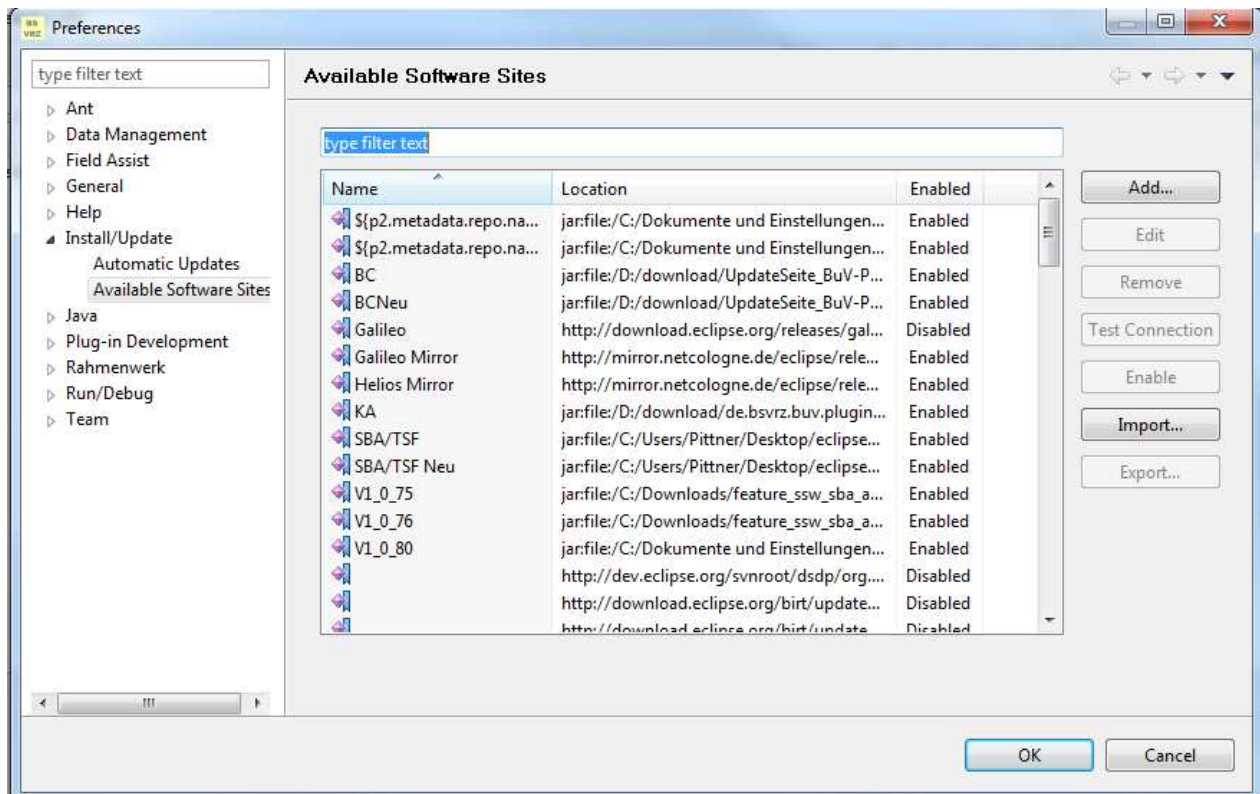 Preferences
type filter text
Ant
Data Management
Field Assist
General
Help
Install/Update
Automatic Updates
Available Software Sites
Java
Plug-in Development
Rahmenwerk
Run/Debug
Team
Available Software Sites
type filter text
Name Location Enabled
${p2.metadata.repo.na... jar:file:/C:/Dokumente und Einstellungen... Enabled
${p2.metadata.repo.na... jar:file:/C:/Dokumente und Einstellungen... Enabled
BC jar:file:/D:/download/UpdateSeite_BuV-P... Enabled
BCNeu jar:file:/D:/download/UpdateSeite_BuV-P... Enabled
Galileo http://download.eclipse.org/releases/gal... Disabled
Galileo Mirror http://mirror.netcologne.de/eclipse/rele... Enabled
Helios Mirror http://mirror.netcologne.de/eclipse/rele... Enabled
KA jar:file:/D:/download/de.bsvrz.buv.plugin... Enabled
SBA/TSF jar:file:/C:/Users/Pittner/Desktop/eclipse... Enabled
SBA/TSF Neu jar:file:/C:/Users/Pittner/Desktop/eclipse... Enabled
V1_0_75 jar:file:/C:/Downloads/feature_ssw_sba_a... Enabled
V1_0_76 jar:file:/C:/Downloads/feature_ssw_sba_a... Enabled
V1_0_80 jar:file:/C:/Dokumente und Einstellungen... Enabled
http://dev.eclipse.org/svnroot/dsdp/org.... Disabled
http://download.eclipse.org/birt/update... Disabled
http://download.eclipse.org/birt/update Disabled
Add...
Edit
Remove
Test Connection
Enable
Import...
Export...
OK Cancel